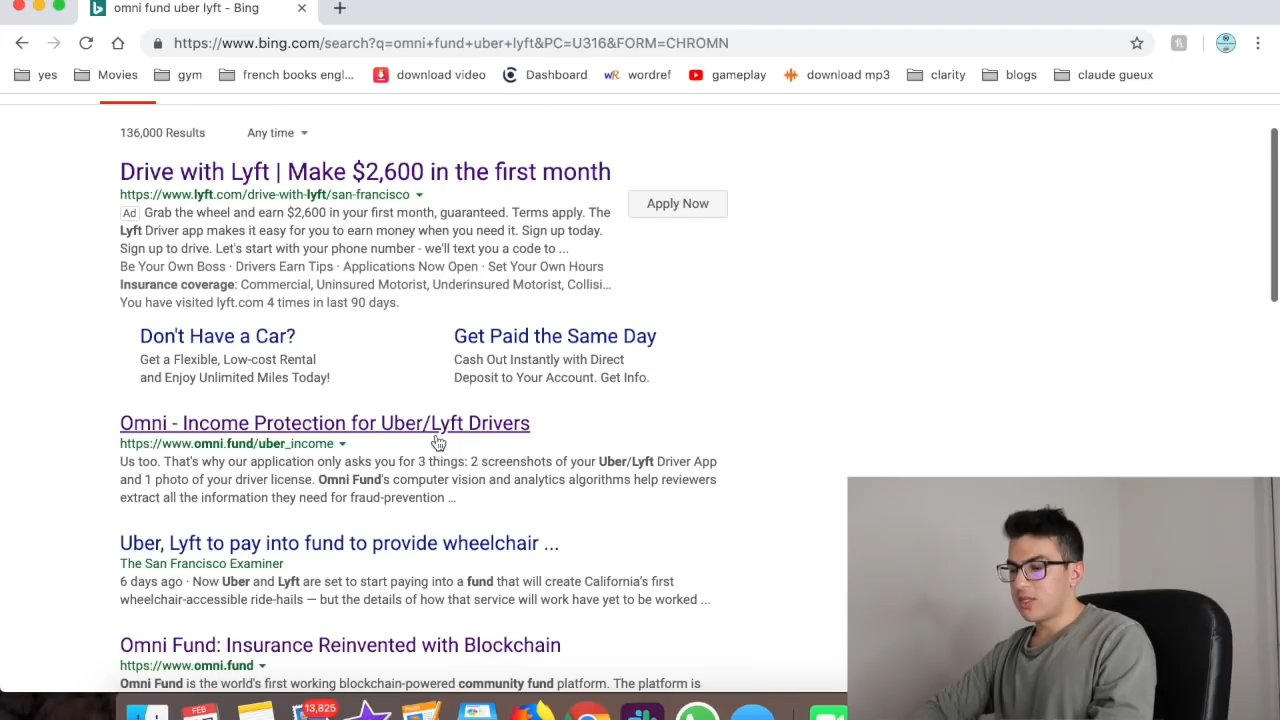 omni fund uber lyft - Bing
https://www.bing.com/search?q=omni+fund+uber+lyft&PC=U316&FORM=CHROMN
yes Movies gym french books engl... download video Dashboard wordref gameplay download mp3 clarity blogs claude gueux
136,000 Results Any time
Drive with Lyft | Make $2,600 in the first month
https://www.lyft.com/drive-with-lyft/san-francisco
Apply Now
Ad Grab the wheel and earn $2,600 in your first month, guaranteed. Terms apply. The
Lyft Driver app makes it easy for you to earn money when you need it. Sign up today.
Sign up to drive. Let's start with your phone number - we'll text you a code to ...
Be Your Own Boss · Drivers Earn Tips · Applications Now Open · Set Your Own Hours
Insurance coverage: Commercial, Uninsured Motorist, Underinsured Motorist, Collisi...
You have visited lyft.com 4 times in last 90 days.
Don't Have a Car?
Get a Flexible, Low-cost Rental
and Enjoy Unlimited Miles Today!
Get Paid the Same Day
Cash Out Instantly with Direct
Deposit to Your Account. Get Info.
Omni - Income Protection for Uber/Lyft Drivers
https://www.omni.fund/uber_income
Us too. That's why our application only asks you for 3 things: 2 screenshots of your Uber/Lyft Driver App
and 1 photo of your driver license. Omni Fund's computer vision and analytics algorithms help reviewers
extract all the information they need for fraud-prevention ...
Uber, Lyft to pay into fund to provide wheelchair ...
The San Francisco Examiner
6 days ago · Now Uber and Lyft are set to start paying into a fund that will create California's first
wheelchair-accessible ride-hails — but the details of how that service will work have yet to be worked ...
Omni Fund: Insurance Reinvented with Blockchain
https://www.omni.fund
Omni Fund is the world's first working blockchain-powered community fund platform. The platform is
FEB
13,825